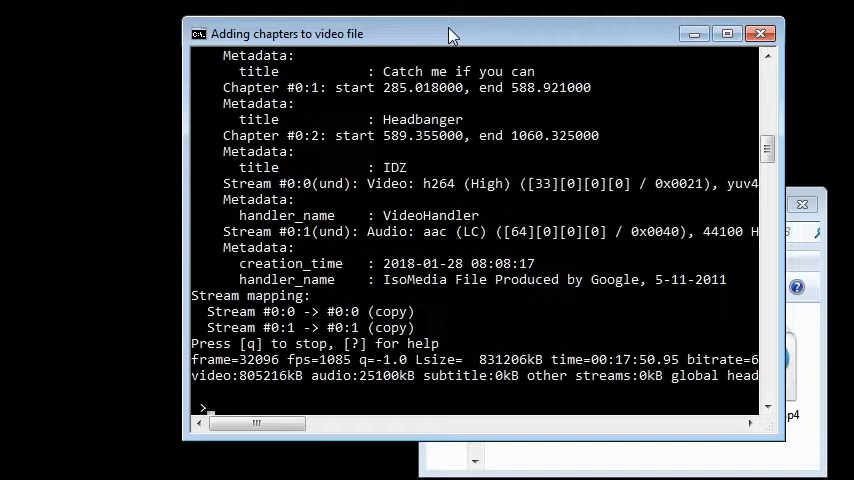 Adding chapters to video file
Metadata:
title : Catch me if you can
Chapter #0:1: start 285.018000, end 588.921000
Metadata:
title : Headbanger
Chapter #0:2: start 589.355000, end 1060.325000
Metadata:
title : IDZ
Stream #0:0(und): Video: h264 (High) ([33][0][0][0] / 0x0021), yuv4
Metadata:
handler_name : VideoHandler
Stream #0:1(und): Audio: aac (LC) ([64][0][0][0] / 0x0040), 44100 H
Metadata:
creation_time : 2018-01-28 08:08:17
handler_name : IsoMedia File Produced by Google, 5-11-2011
Stream mapping:
Stream #0:0 -> #0:0 (copy)
Stream #0:1 -> #0:1 (copy)
Press [q] to stop, [?] for help
frame=32096 fps=1085 q=-1.0 Lsize= 831206kB time=00:17:50.95 bitrate=6
video:805216kB audio:25100kB subtitle:0kB other streams:0kB global head
>_
p4